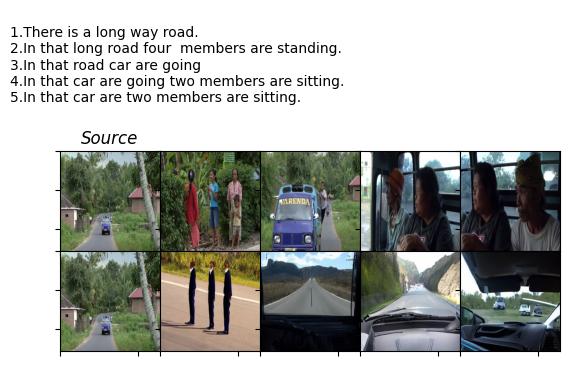 1.There is a long way road.
2.In that long road four  members are standing.
3.In that road car are going
4.In that car are going two members are sitting.
5.In that car are two members are sitting.
Source